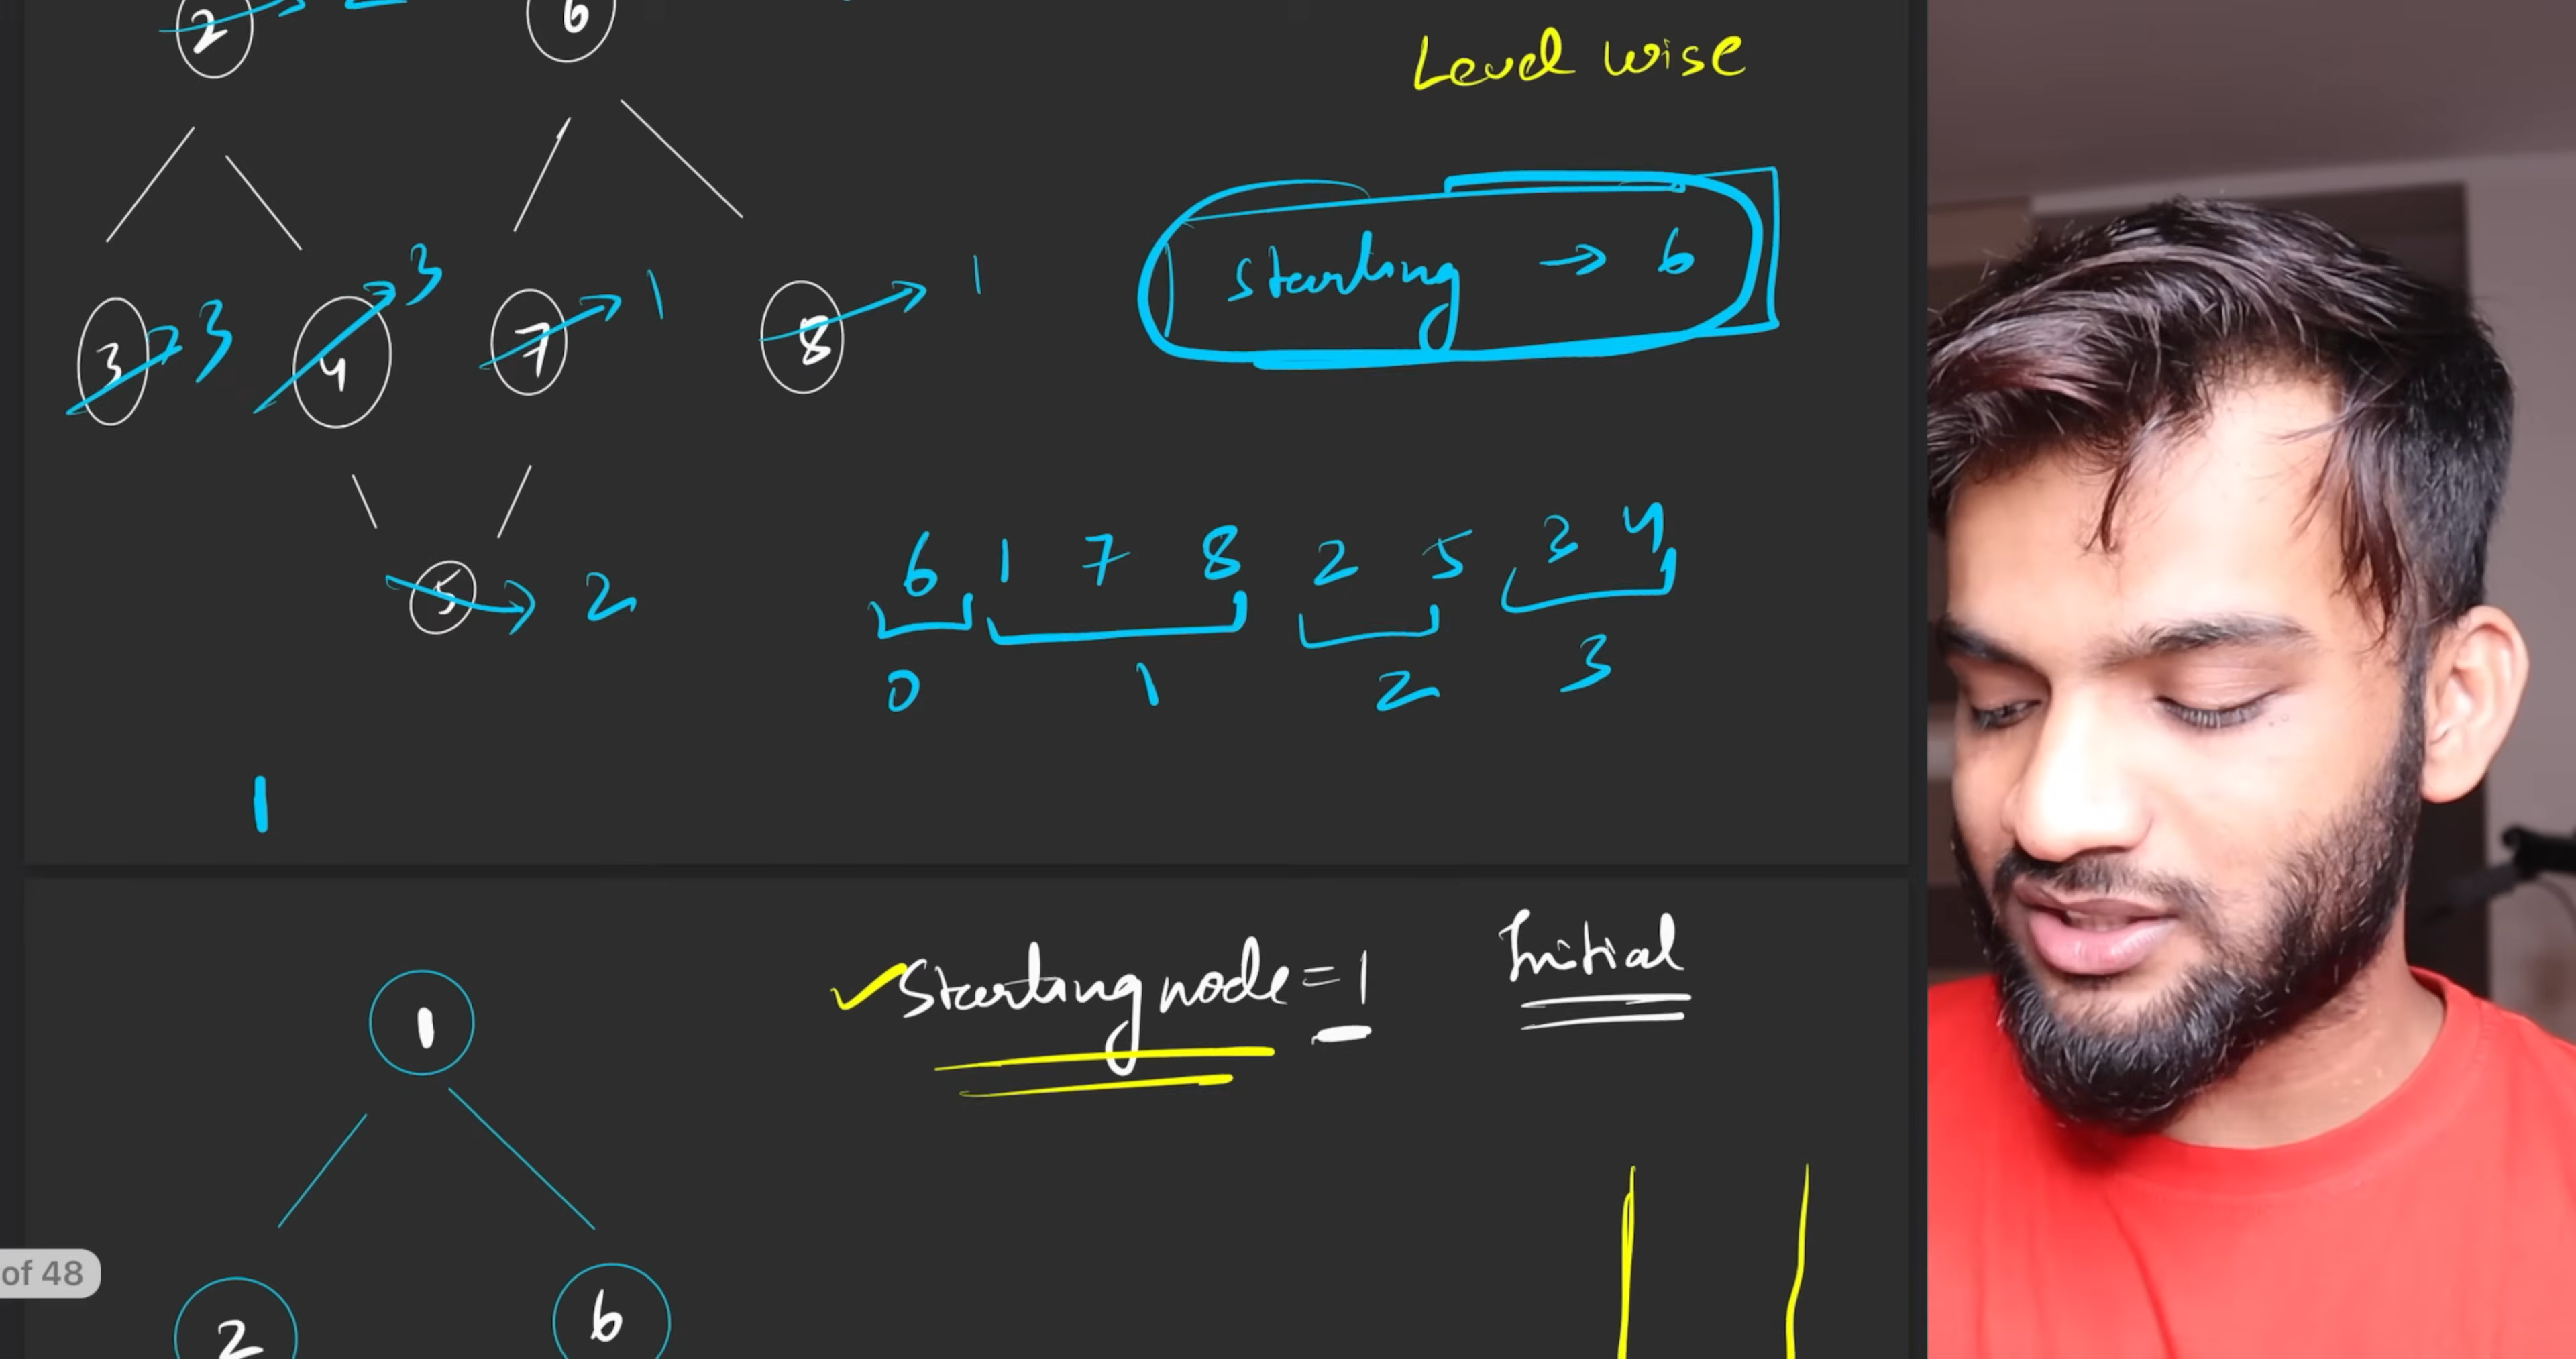 2
6
Level wise
3 3
4 3
7 1
8 1
starting → 6
5 2
6 1 7 8 2 5 3 4
0 1 2 3
1
Starting node = 1
Initial
1
2
6
of 48